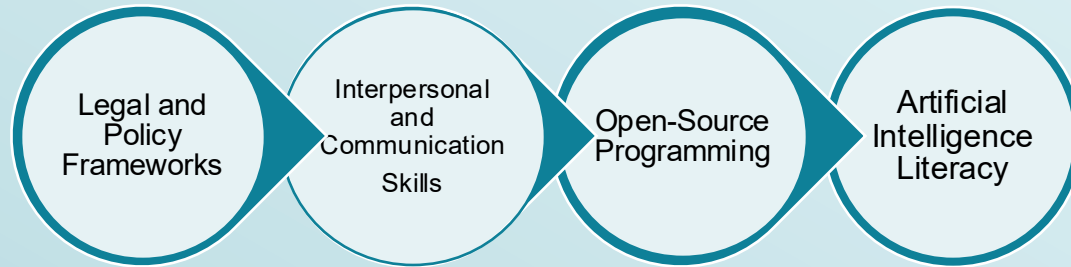 Legal and
Policy
Frameworks
Interpersonal
and
Communication
Skills
Open-Source
Programming
Artificial
Intelligence
Literacy